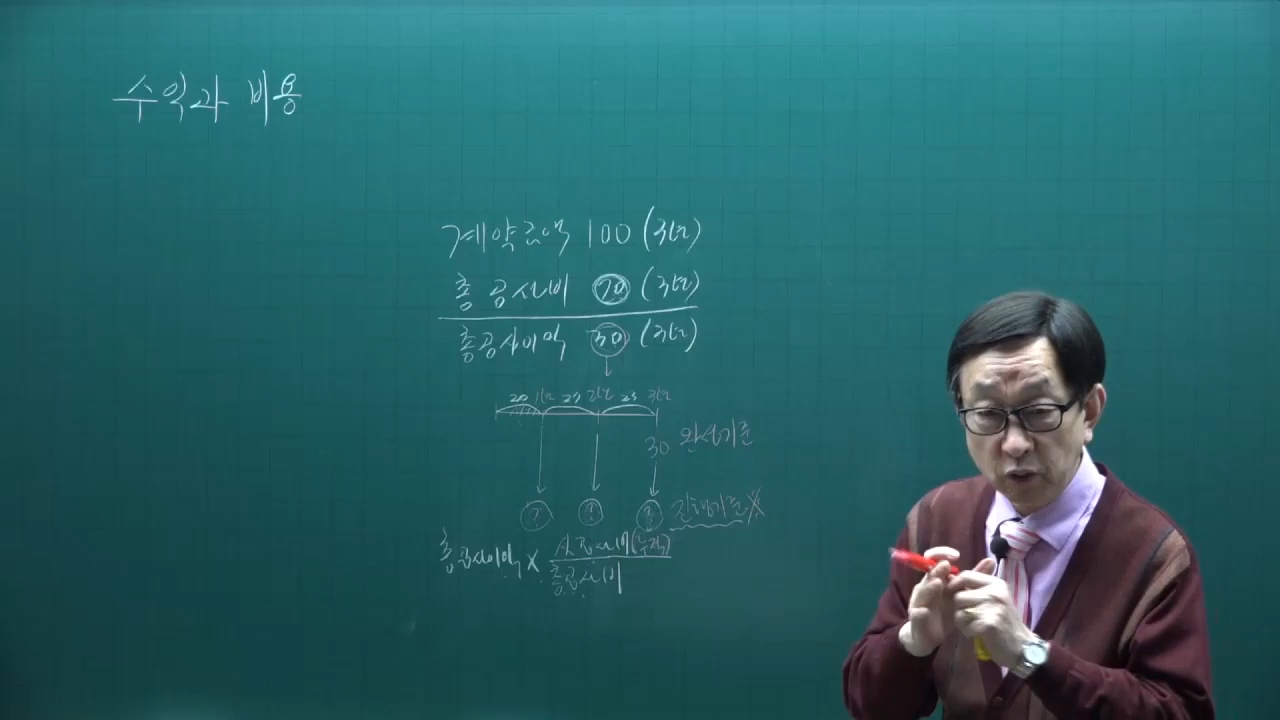 수익과 비용
계약금액 100 (3년)
총공사비 70 (3년)
총공사이익 30 (3년)
20 1년 25 2년 25 3년
30 완성기준
? ? ? 진행기준
총공사이익 × 실공사비(누적)
총공사비